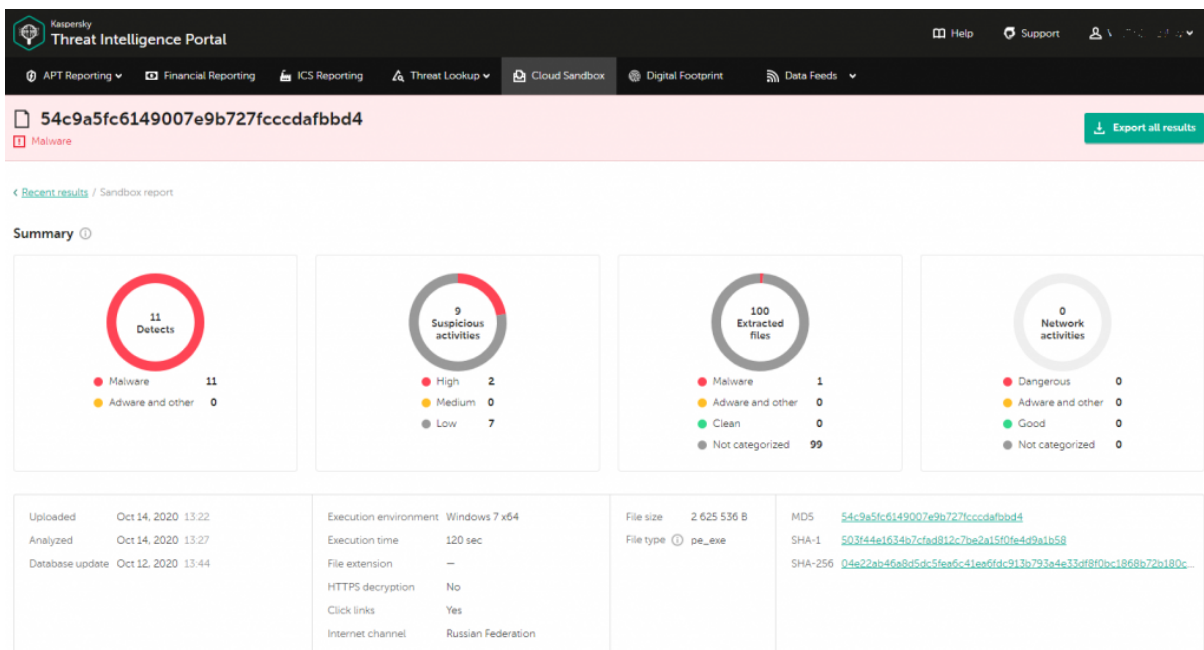 Kaspersky
Threat Intelligence Portal
Help
Support
APT Reporting
Financial Reporting
ICS Reporting
Threat Lookup
Cloud Sandbox
Digital Footprint
Data Feeds
54c9a5fc6149007e9b727fcccdafbbd4
Malware
Export all results
Recent results / Sandbox report
Summary
11
Detects
Malware 11
Adware and other 0
9
Suspicious
activities
High 2
Medium 0
Low 7
100
Extracted
files
Malware 1
Adware and other 0
Clean 0
Not categorized 99
0
Network
activities
Dangerous 0
Adware and other 0
Good 0
Not categorized 0
Uploaded Oct 14, 2020 13:22
Analyzed Oct 14, 2020 13:27
Database update Oct 12, 2020 13:44
Execution environment Windows 7 x64
Execution time 120 sec
File extension —
HTTPS decryption No
Click links Yes
Internet channel Russian Federation
File size 2 625 536 B
File type pe_exe
MD5 54c9a5fc6149007e9b727fcccdafbbd4
SHA-1 503f44e1634b7cfad812c7be2a15f0fe4d9a1b58
SHA-256 04e22ab46a8d5dc5fea6c41ea6fdc913b793a4e33df8f0bc1868b72b180c...